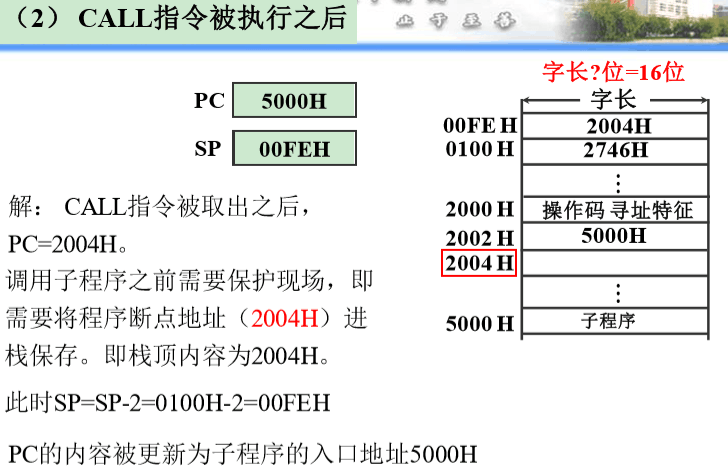 （2） CALL指令被执行之后
止 于 至 善
字长?位=16位
字长
PC 5000H
SP 00FEH
00FE H 2004H
0100 H 2746H
⋮
2000 H 操作码 寻址特征
2002 H 5000H
2004 H
⋮
5000 H 子程序
解： CALL指令被取出之后，
PC=2004H。
调用子程序之前需要保护现场，即
需要将程序断点地址（2004H）进
栈保存。即栈顶内容为2004H。
此时SP=SP-2=0100H-2=00FEH
PC的内容被更新为子程序的入口地址5000H